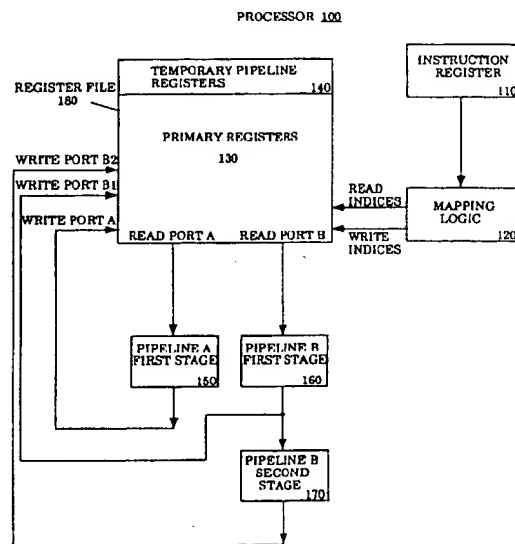 PROCESSOR 100
TEMPORARY PIPELINE
REGISTERS
140
INSTRUCTION
REGISTER
110
REGISTER FILE
180
PRIMARY REGISTERS
130
WRITE PORT B2
WRITE PORT B1
WRITE PORT A
READ
INDICES
MAPPING
LOGIC
120
WRITE
INDICES
READ PORT A
READ PORT B
PIPELINE A
FIRST STAGE
150
PIPELINE B
FIRST STAGE
160
PIPELINE B
SECOND
STAGE
170